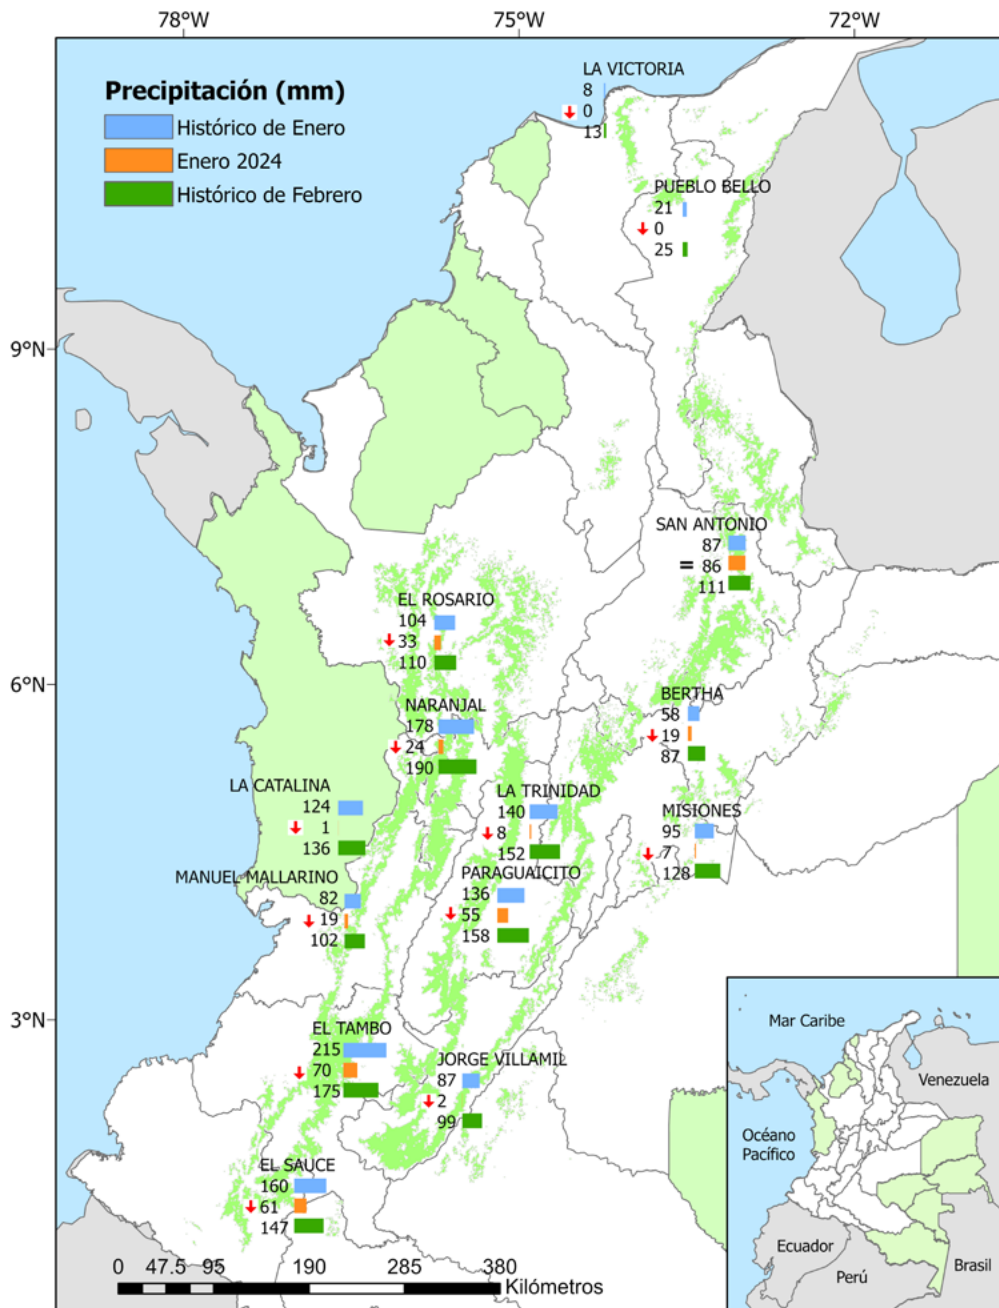 78°W 75°W 72°W
Precipitación (mm)
Histórico de Enero
Enero 2024
Histórico de Febrero
LA VICTORIA
8
0
13
PUEBLO BELLO
21
0
25
9°N
SAN ANTONIO
87
= 86
111
EL ROSARIO
104
33
110
6°N
BERTHA
58
19
87
NARANJAL
178
24
190
LA CATALINA
124
1
136
LA TRINIDAD
140
8
152
MISIONES
95
7
128
MANUEL MALLARINO
82
19
102
PARAGUAICITO
136
55
158
3°N
EL TAMBO
215
70
175
JORGE VILLAMIL
87
2
99
EL SAUCE
160
61
147
0 47.5 95 190 285 380
Kilómetros
Mar Caribe
Venezuela
Océano
Pacífico
Ecuador
Perú
Brasil